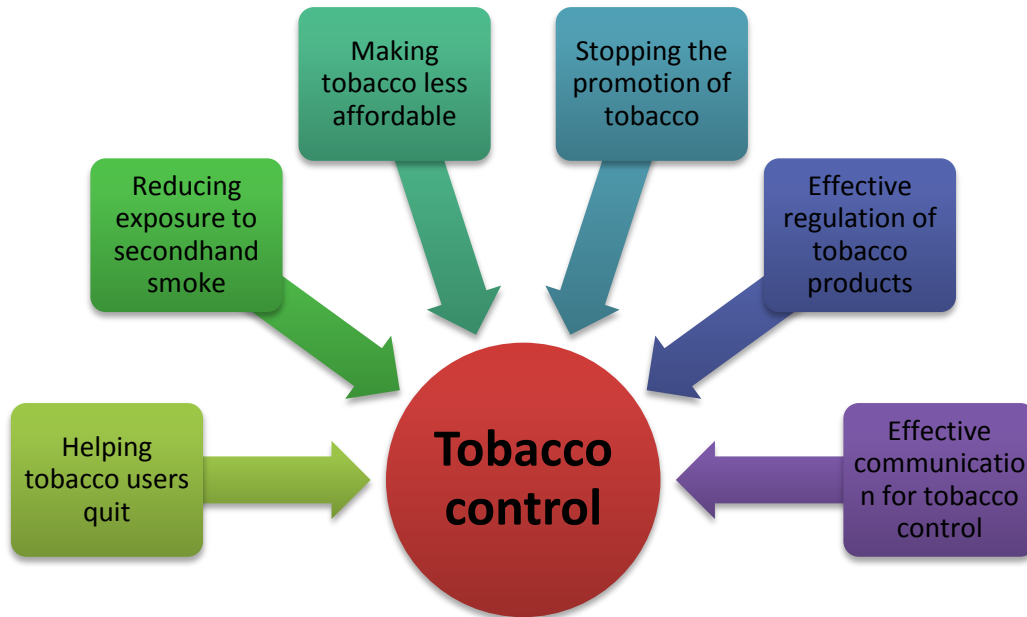 Making
tobacco less
affordable
Stopping the
promotion of
tobacco
Reducing
exposure to
secondhand
smoke
Effective
regulation of
tobacco
products
Helping
tobacco users
quit
Tobacco
control
Effective
communicatio
n for tobacco
control